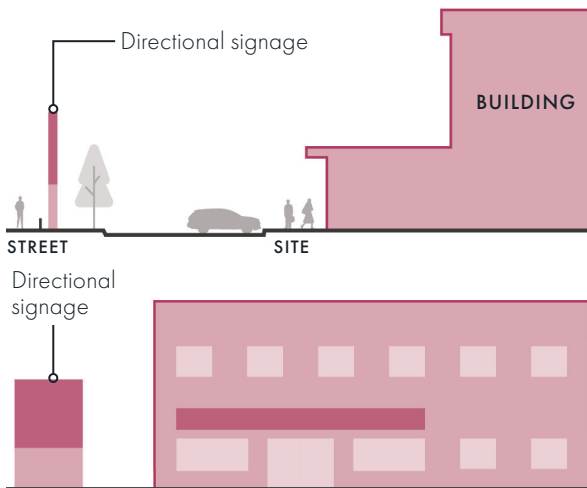 Directional signage
BUILDING
STREET
SITE
Directional
signage